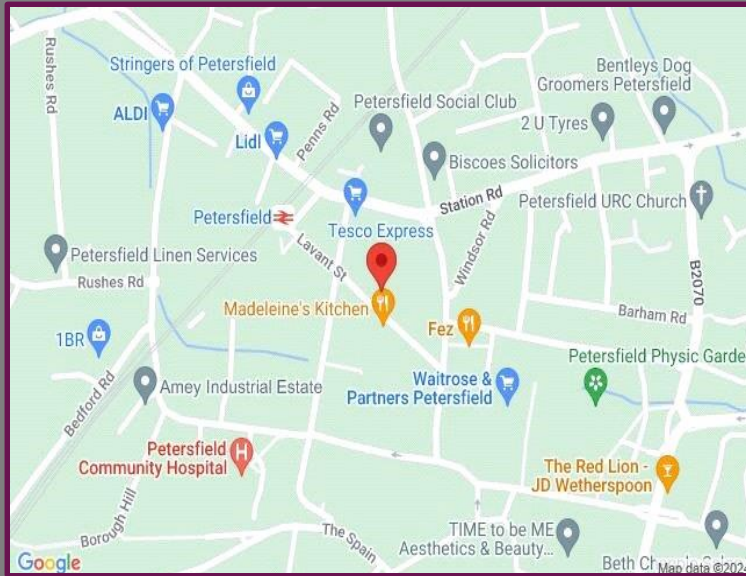 Rushes Rd
Stringers of Petersfield
ALDI
Lidl
Penns Rd
Petersfield Social Club
Bentleys Dog
Groomers Petersfield
2 U Tyres
Biscoes Solicitors
Station Rd
Petersfield URC Church
Petersfield
Tesco Express
Windsor Rd
B2070
Petersfield Linen Services
Rushes Rd
Lavant St
Madeleine's Kitchen
Fez
Barham Rd
1BR
Petersfield Physic Garde
Bedford Rd
Amey Industrial Estate
Waitrose &
Partners Petersfield
Petersfield
Community Hospital
The Red Lion -
JD Wetherspoon
Borough Hill
The Spain
TIME to be ME
Aesthetics & Beauty...
Beth
Google
Map data ©2024